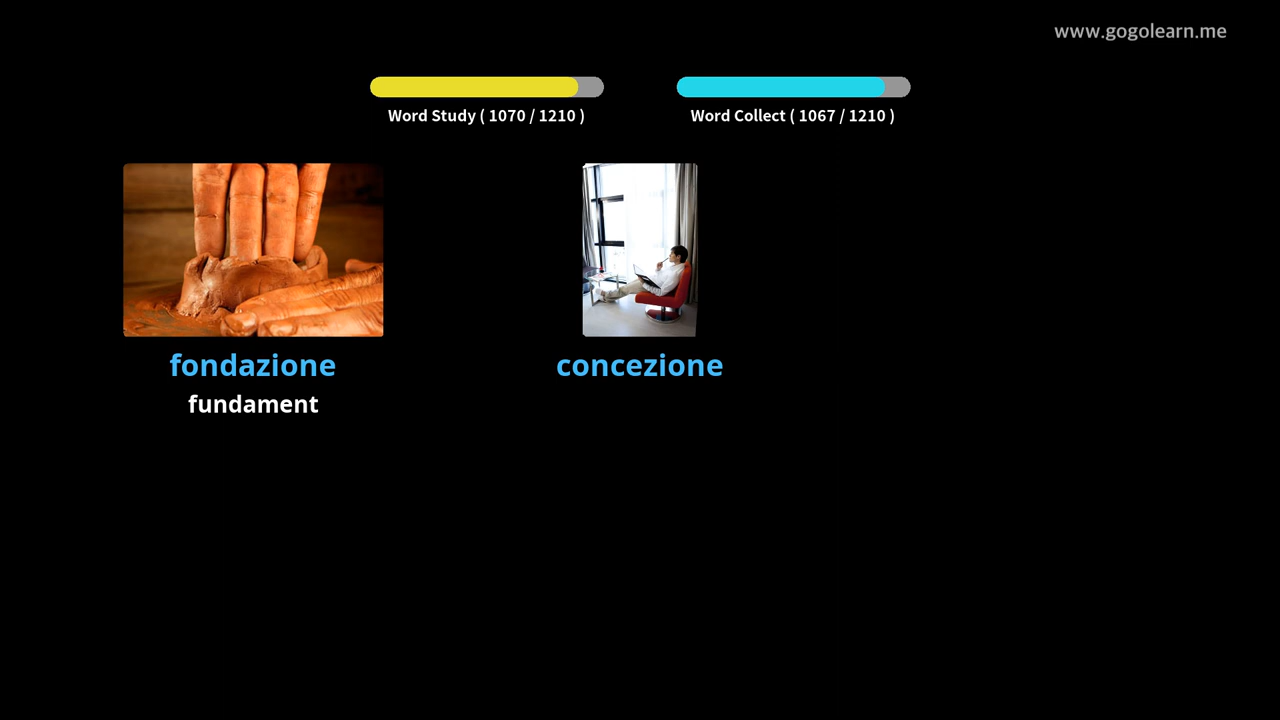 www.gogolearn.me
Word Study ( 1070 / 1210 )
Word Collect ( 1067 / 1210 )
fondazione
concezione
fundament